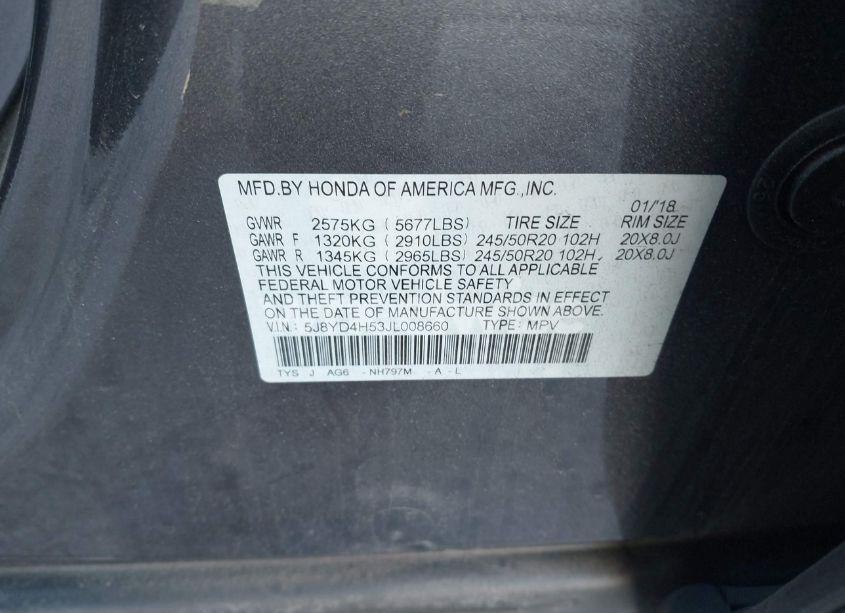 MFD.BY HONDA OF AMERICA MFG.,INC.
01/'18
GVWR 2575KG ( 5677LBS) TIRE SIZE RIM SIZE
GAWR F 1320KG ( 2910LBS) 245/50R20 102H 20X8.0J
GAWR R 1345KG ( 2965LBS) 245/50R20 102H 20X8.0J
THIS VEHICLE CONFORMS TO ALL APPLICABLE
FEDERAL MOTOR VEHICLE SAFETY
AND THEFT PREVENTION STANDARDS IN EFFECT
ON THE DATE OF MANUFACTURE SHOWN ABOVE.
V.I.N.: 5J8YD4H53JL008660 TYPE: MPV
TYS J AG6 -NH797M -A -L